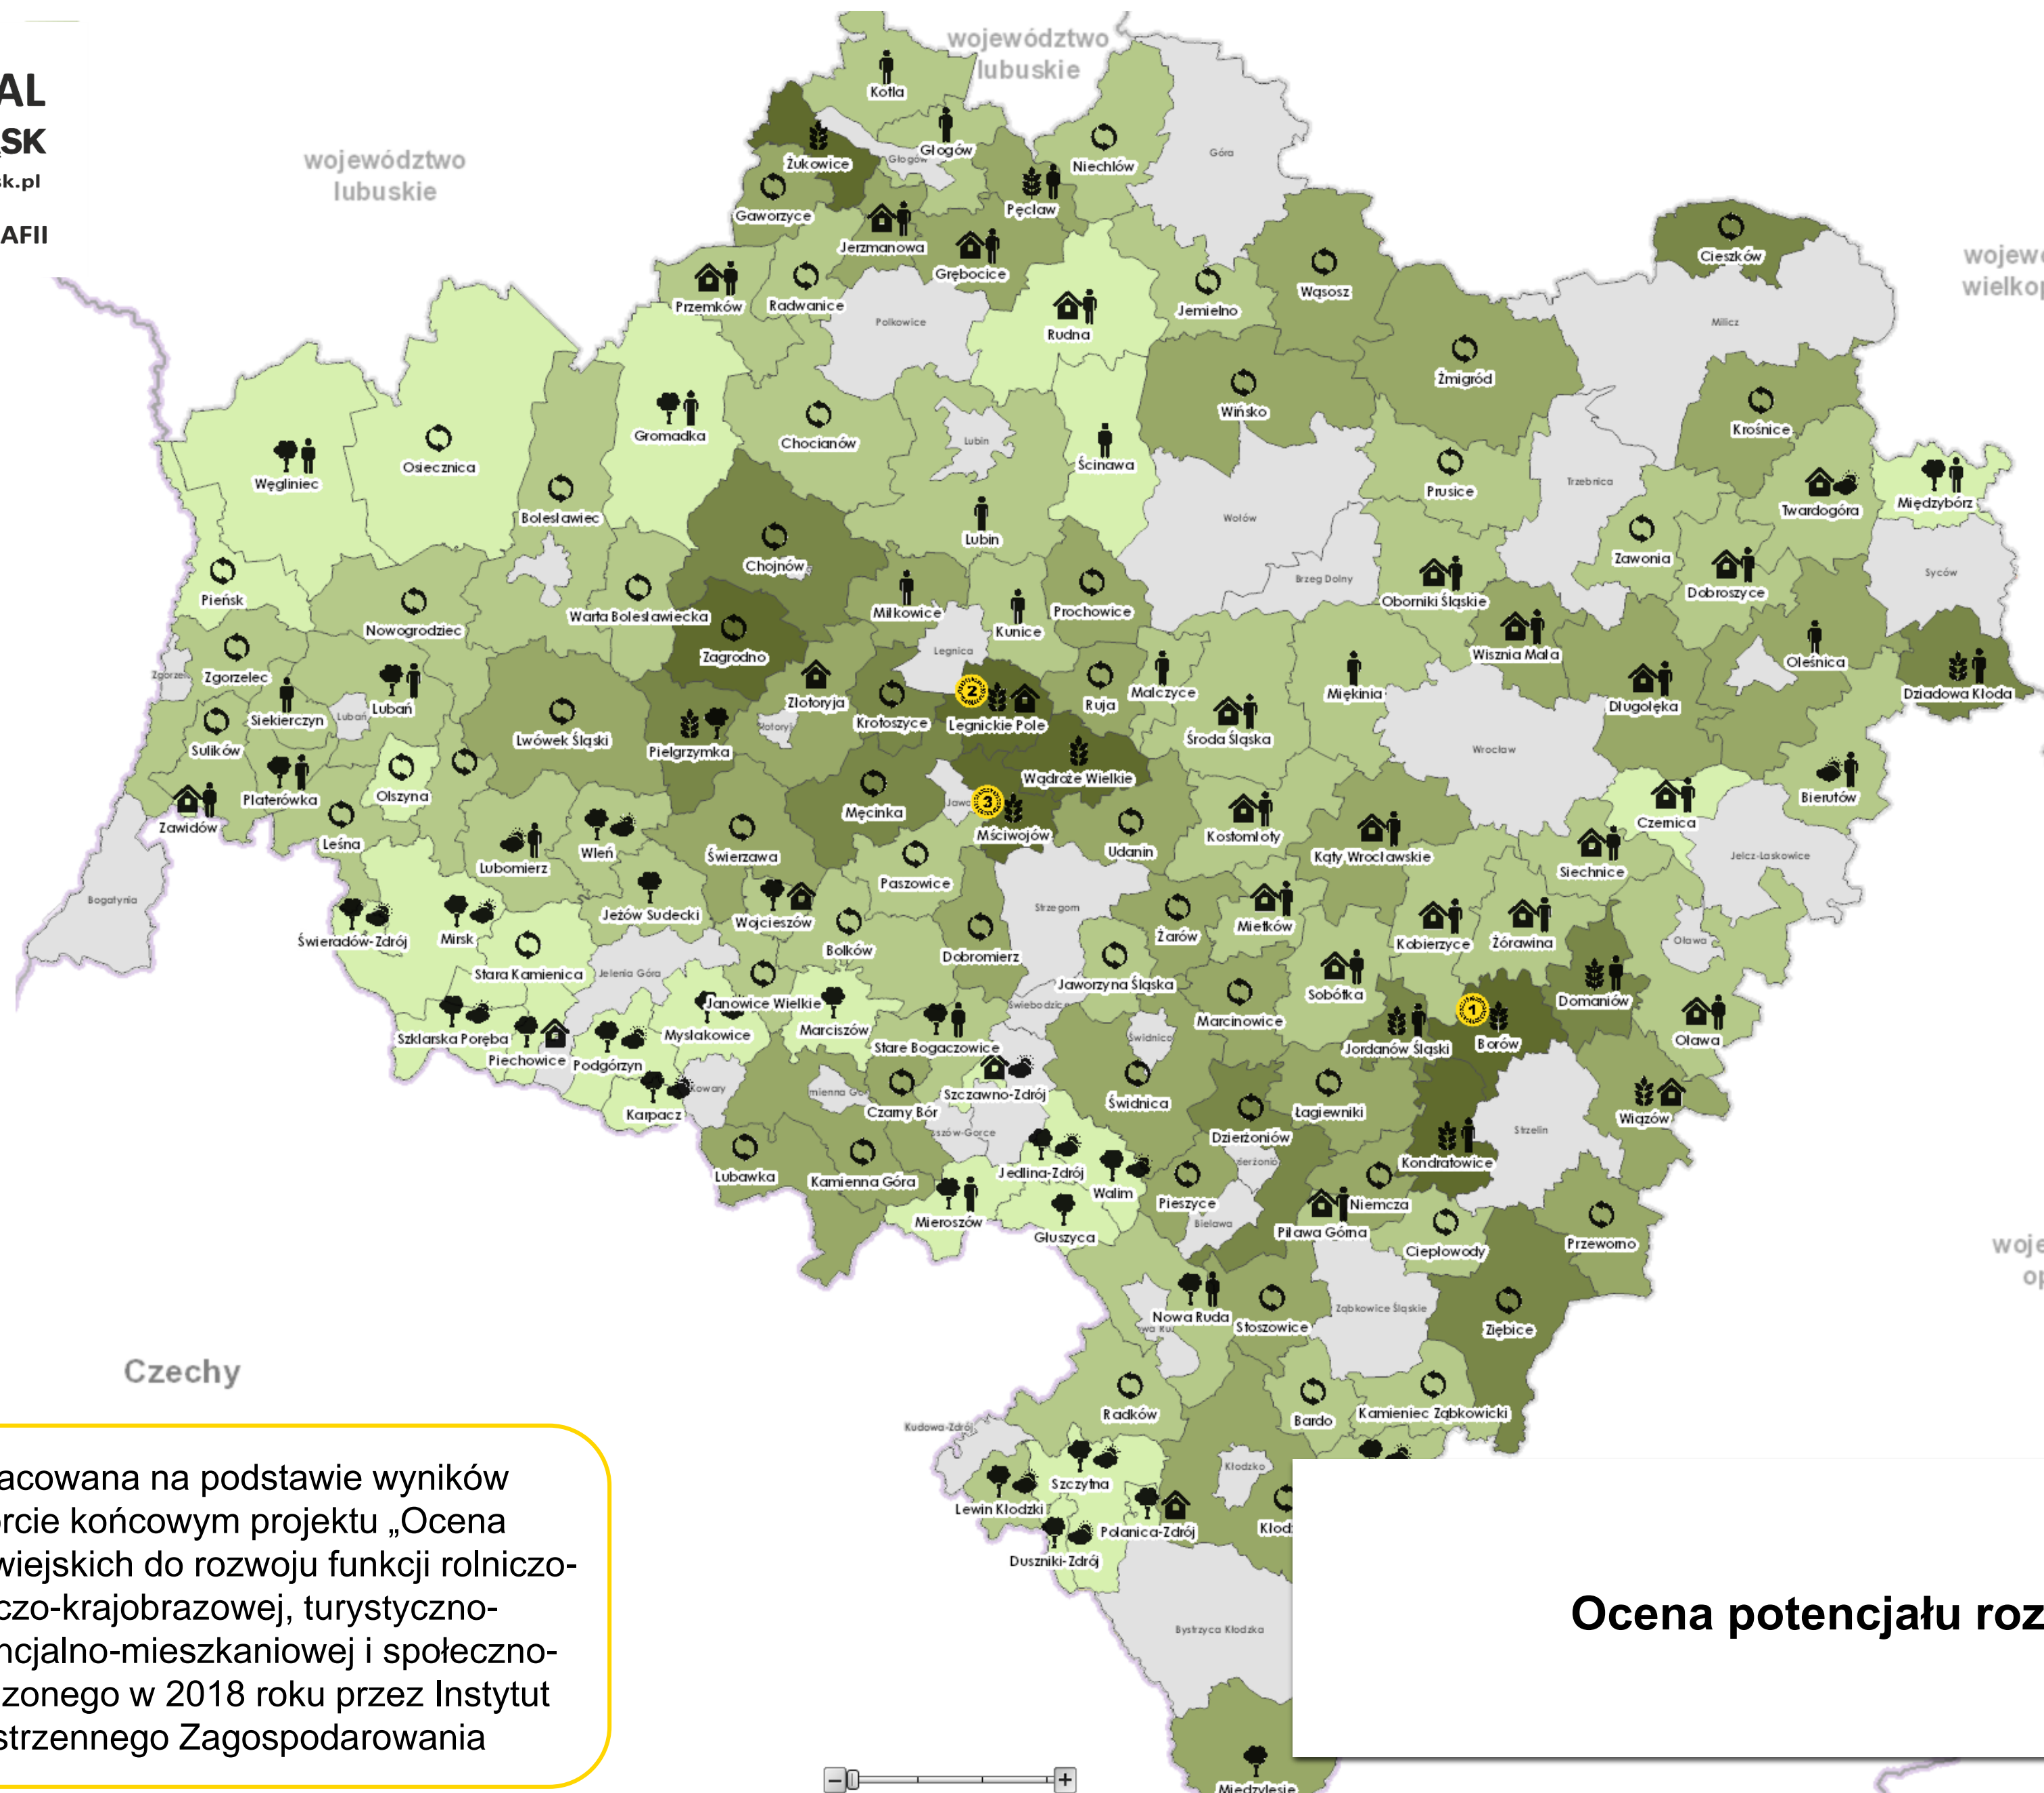 AL
ĄSK
sk.pl
AFII
województwo
lubuskie
województwo
lubuskie
Kotla
Głogów
Głogów
Żukowice
Niechlów
Góra
Gaworzyce
Pęcław
Jerzmanowa
Grębocice
Cieszków
Przemków
Radwanice
Rudna
Jemielno
Wąsosz
Polkowice
Milicz
Żmigród
Wińsko
Krośnice
Gromadka
Chocianów
Lubin
Ścinawa
Węgliniec
Osiecznica
Prusice
Trzebnica
Twardogóra
Międzybórz
Bolesławiec
Wołów
Lubin
Zawonia
Chojnów
Syców
Brzeg Dolny
Dobroszyce
Pieńsk
Oborniki Śląskie
Nowogrodziec
Warta Bolesławiecka
Miłkowice
Prochowice
Kunice
Zagrodno
Legnica
Wisznia Mała
Oleśnica
Zgorzelec
Lubań
Siekierczyn
Lubań
Sulików
Złotoryja
Krotoszyce
2
Legnickie Pole
Ruja
Malczyce
Miękinia
Długołęka
Dziadowa Kłoda
Lwówek Śląski
Pielgrzymka
Środa Śląska
Wrocław
Wądroże Wielkie
Olszyna
Platerówka
Zawidów
Leśna
Męcinka
3
Mściwojów
Udanin
Kostomłoty
Kąty Wrocławskie
Czernica
Bierutów
Siechnice
Jelcz-Laskowice
Lubomierz
Wleń
Świerzawa
Paszowice
Bogatynia
Świeradów-Zdrój
Mirsk
Jeżów Sudecki
Wojcieszów
Bolków
Strzegom
Dobromierz
Żarów
Mietków
Kobierzyce
Żórawina
Oława
Stara Kamienica
Jelenia Góra
Jaworzyna Śląska
Sobótka
Domaniów
Janowice Wielkie
Marciszów
Marcinowice
1
Borów
Jordanów Śląski
Oława
Szklarska Poręba
Piechowice
Podgórzyn
Mysłakowice
Stare Bogaczowice
Karpacz
Czarny Bór
Szczawno-Zdrój
Świdnica
Łagiewniki
Wiązów
Dzierżoniów
Strzelin
Kondratowice
Lubawka
Kamienna Góra
Jedlina-Zdrój
Walim
Pieszyce
Niemcza
Mieroszów
Głuszyca
Bielawa
Piława Górna
Ciepłowody
Przeworno
Nowa Ruda
Stoszowice
Ząbkowice Śląskie
Ziębice
Radków
Bardo
Kamieniec Ząbkowicki
Kudowa-Zdrój
Kłodzko
Szczytna
Lewin Kłodzki
Polanica-Zdrój
Duszniki-Zdrój
Bystrzyca Kłodzka
Międzylesie
Czechy
acowana na podstawie wyników
rcie końcowym projektu „Ocena
wiejskich do rozwoju funkcji rolniczo-
czo-krajobrazowej, turystyczno-
ncjalno-mieszkaniowej i społeczno-
zonego w 2018 roku przez Instytut
strzennego Zagospodarowania
Ocena potencjału roz